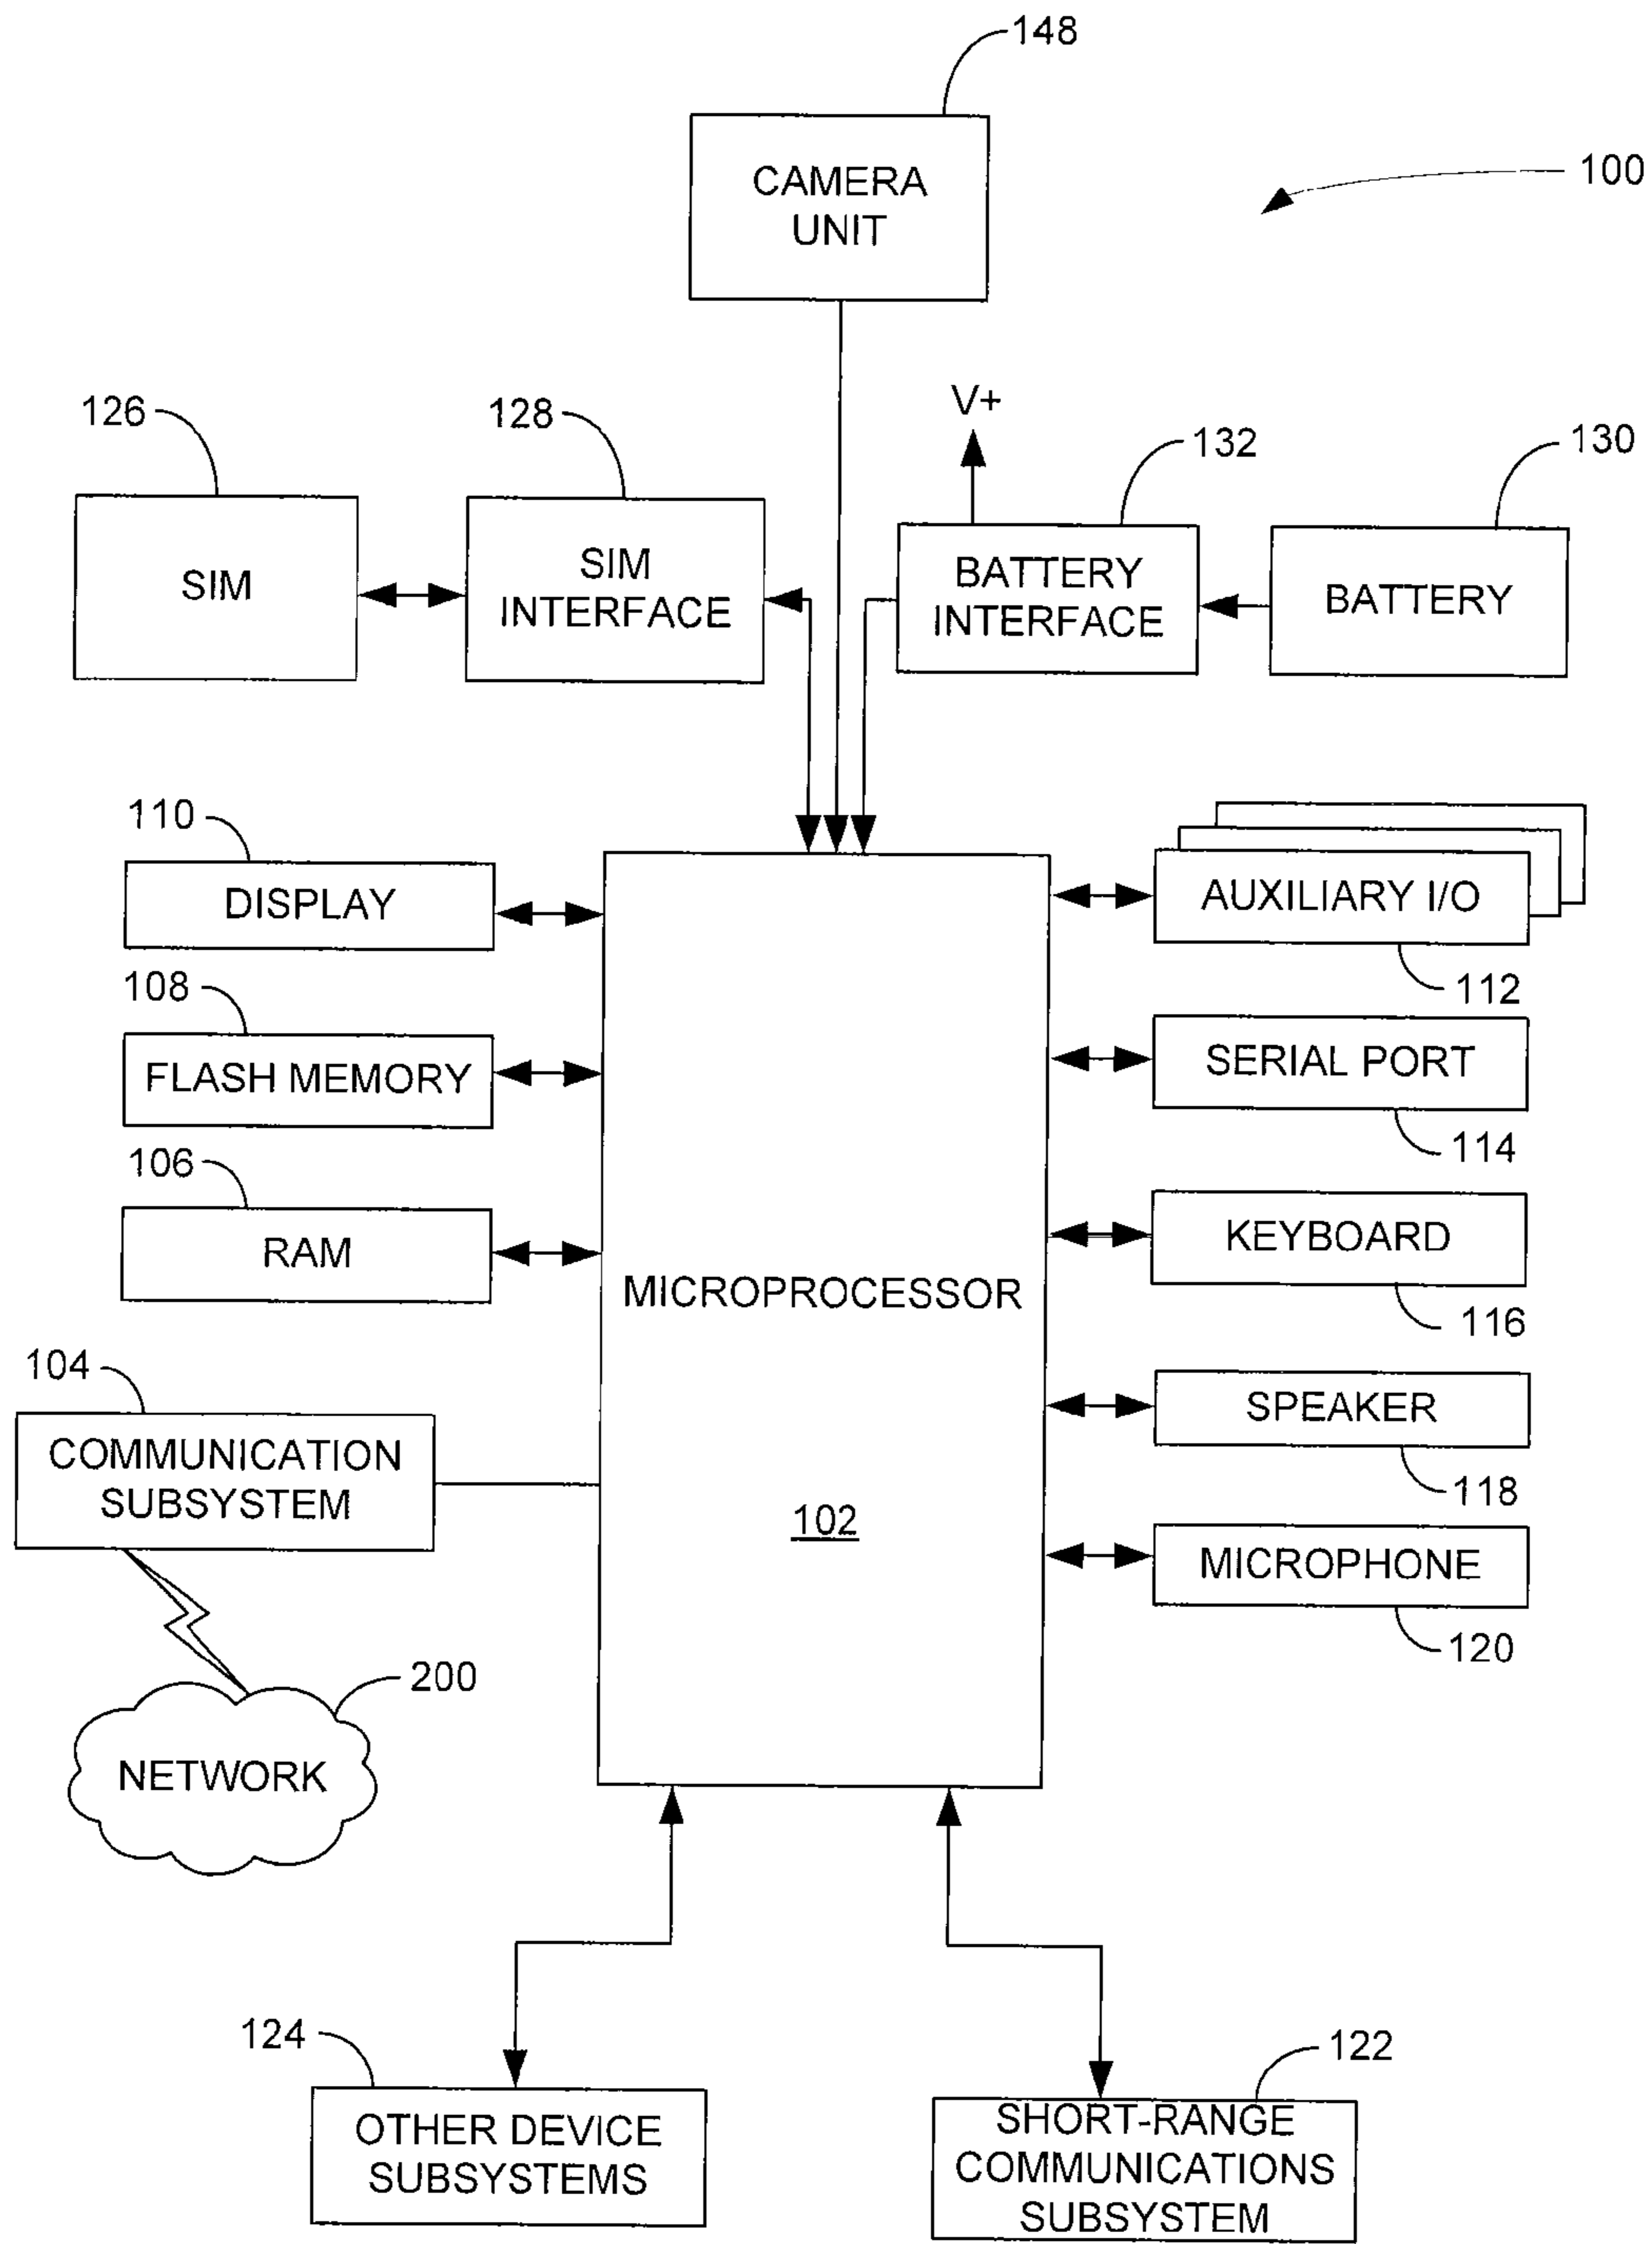 148
CAMERA
UNIT
100
V+
126
128
132
130
SIM
SIM
INTERFACE
BATTERY
INTERFACE
BATTERY
110
DISPLAY
AUXILIARY I/O
112
108
FLASH MEMORY
SERIAL PORT
114
106
RAM
KEYBOARD
116
MICROPROCESSOR
102
104
COMMUNICATION
SUBSYSTEM
SPEAKER
118
MICROPHONE
120
200
NETWORK
124
OTHER DEVICE
SUBSYSTEMS
122
SHORT-RANGE
COMMUNICATIONS
SUBSYSTEM